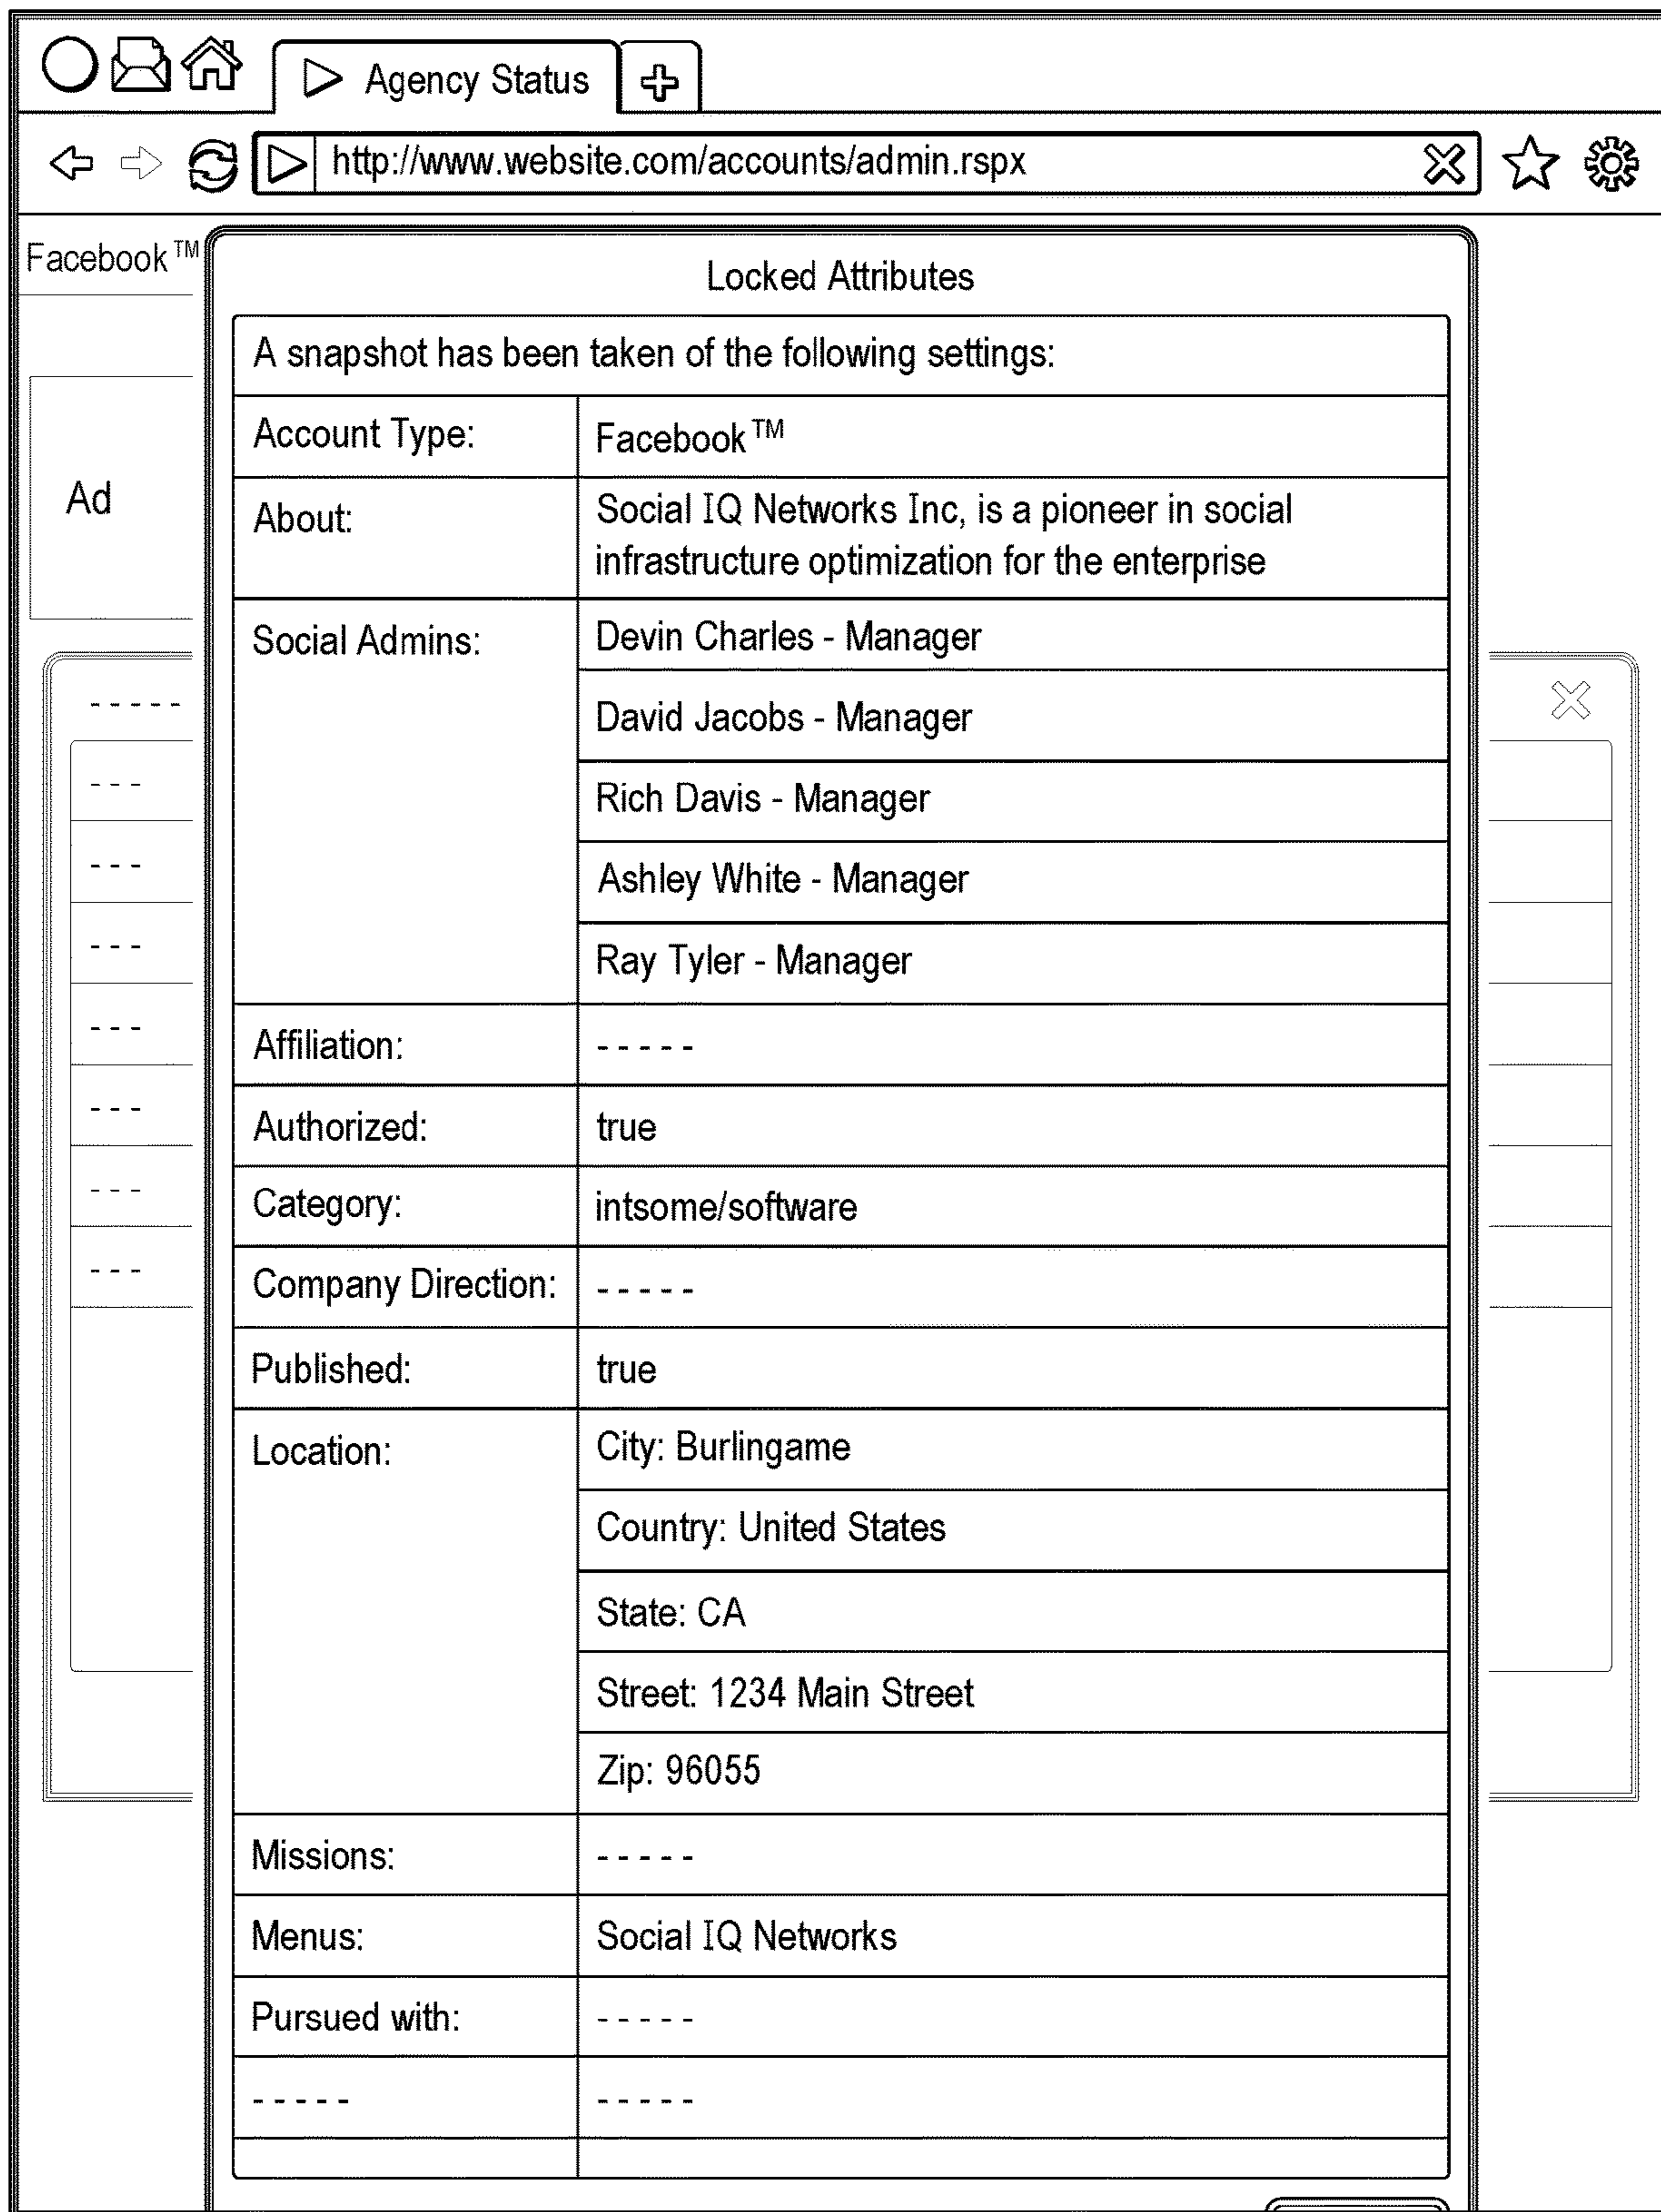 Agency Status
http://www.website.com/accounts/admin.rspx
Facebook™
Locked Attributes
A snapshot has been taken of the following settings:
Account Type: Facebook™
Ad
About: Social IQ Networks Inc, is a pioneer in social
infrastructure optimization for the enterprise
Social Admins: Devin Charles - Manager
David Jacobs - Manager
Rich Davis - Manager
Ashley White - Manager
Ray Tyler - Manager
Affiliation: - - - - -
Authorized: true
Category: intsome/software
Company Direction: - - - - -
Published: true
Location: City: Burlingame
Country: United States
State: CA
Street: 1234 Main Street
Zip: 96055
Missions: - - - - -
Menus: Social IQ Networks
Pursued with: - - - - -
- - - - - - - - - -